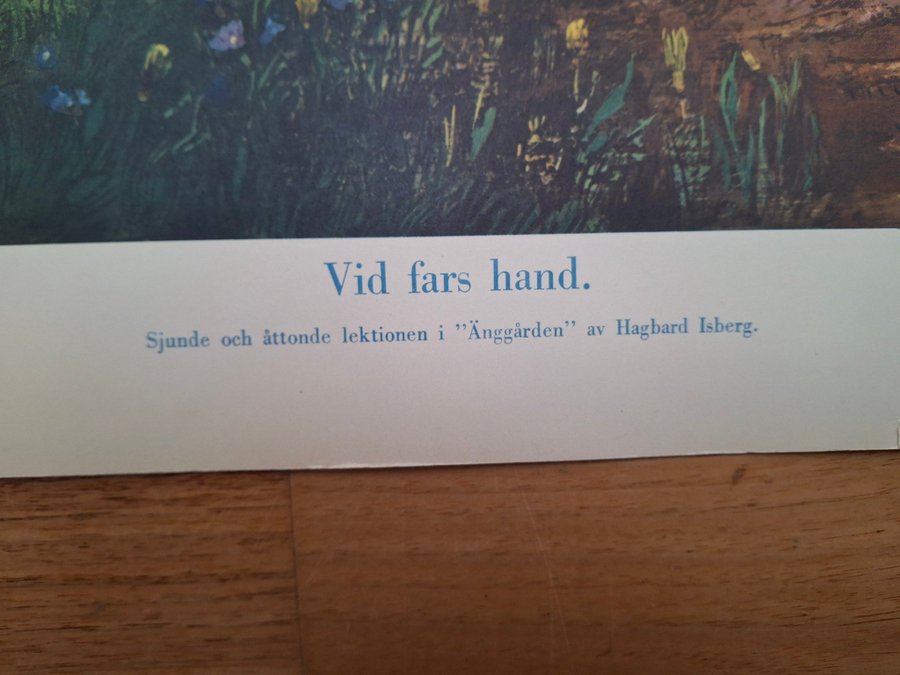 Vid fars hand.
Sjunde och åttonde lektionen i ”Änggården” av Hagbard Isberg.